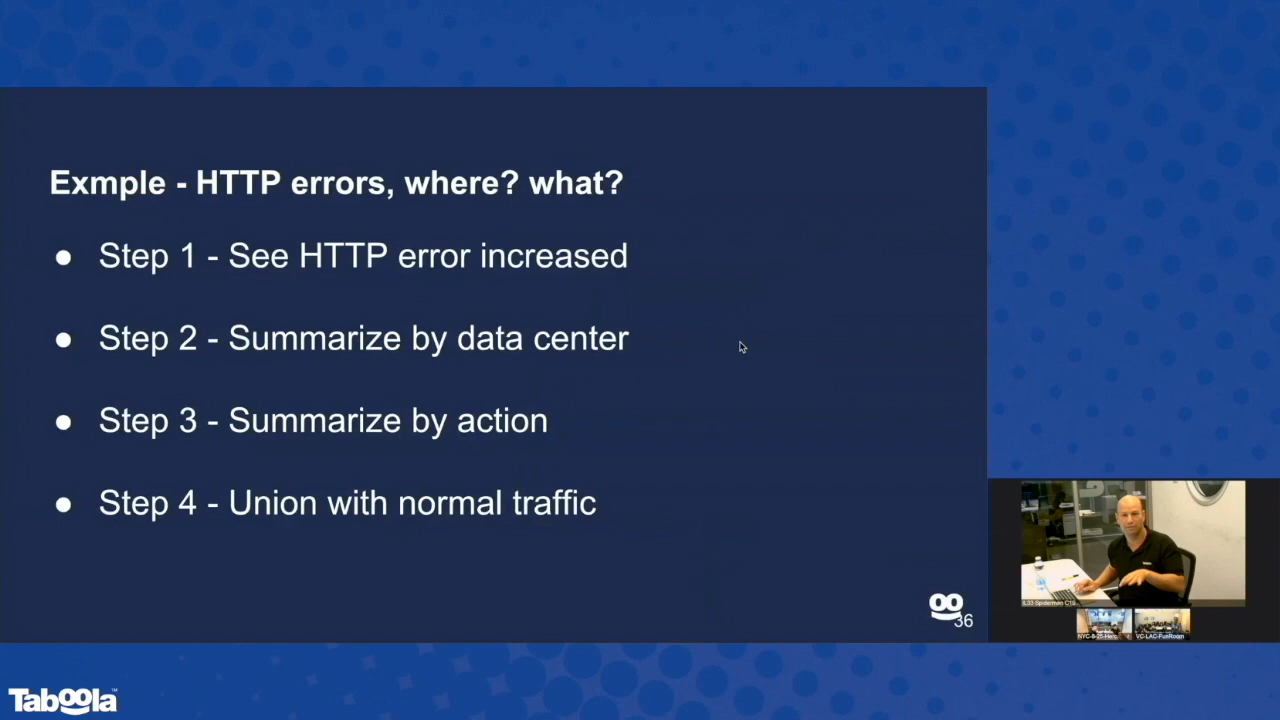 Exmple - HTTP errors, where? what?
● Step 1 - See HTTP error increased
● Step 2 - Summarize by data center
● Step 3 - Summarize by action
● Step 4 - Union with normal traffic
36
Taboola